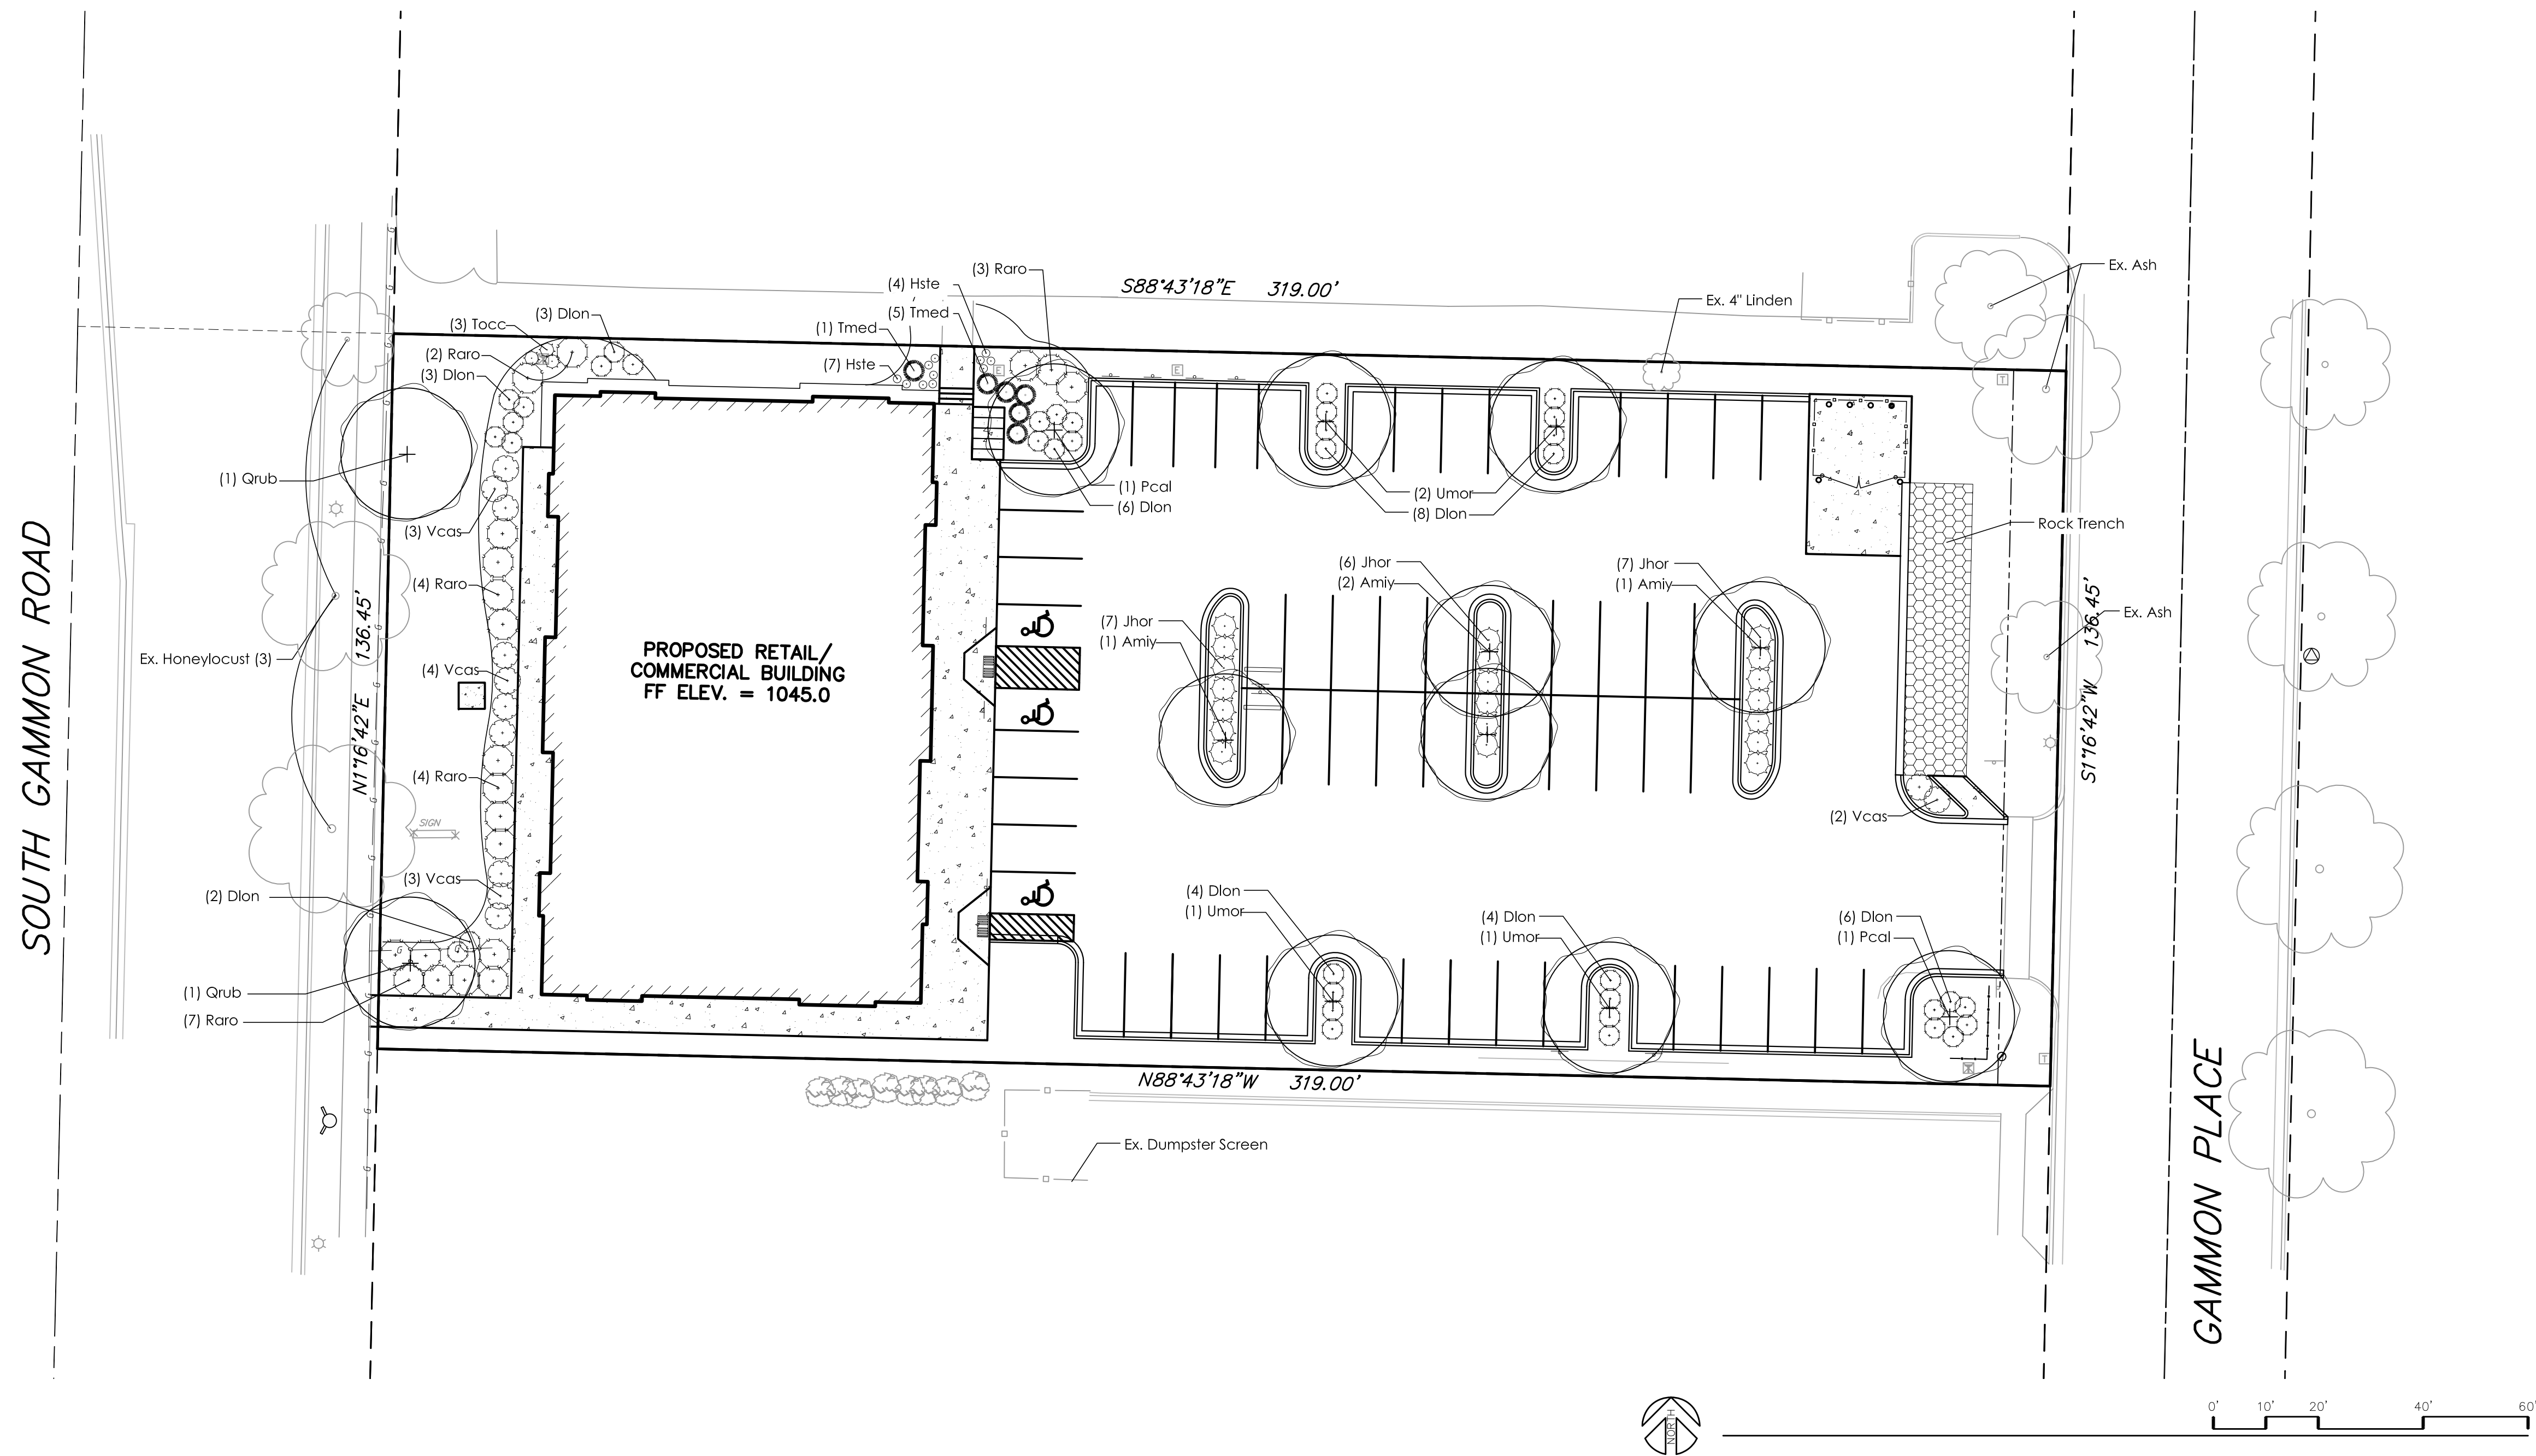 SOUTH GAMMON ROAD
S88°43'18"E 319.00'
(3) Raro
(4) Hste
(5) Tmed
(1) Tmed
(7) Hste
(3) Dlon
(3) Tocc
(2) Raro
(3) Dlon
Ex. 4" Linden
Ex. Ash
E
E
T
(1) Qrub
(1) Pcal
(6) Dlon
(2) Umor
(8) Dlon
(3) Vcas
Rock Trench
(6) Jhor
(2) Amiy
(7) Jhor
(1) Amiy
(4) Raro
(7) Jhor
(1) Amiy
Ex. Ash
Ex. Honeylocust (3)
N1°16'42"E 136.45'
PROPOSED RETAIL/
COMMERCIAL BUILDING
FF ELEV. = 1045.0
(4) Vcas
S1°16'42"W 136.45'
(4) Raro
SIGN
(2) Vcas
(3) Vcas
(2) Dlon
(4) Dlon
(1) Umor
(4) Dlon
(1) Umor
(6) Dlon
(1) Pcal
(1) Qrub
(7) Raro
T
N88°43'18"W 319.00'
Ex. Dumpster Screen
GAMMON PLACE
NORTH
0' 10' 20' 40' 60'
G
G
G
G
G
G
G
G
G
G
G
G